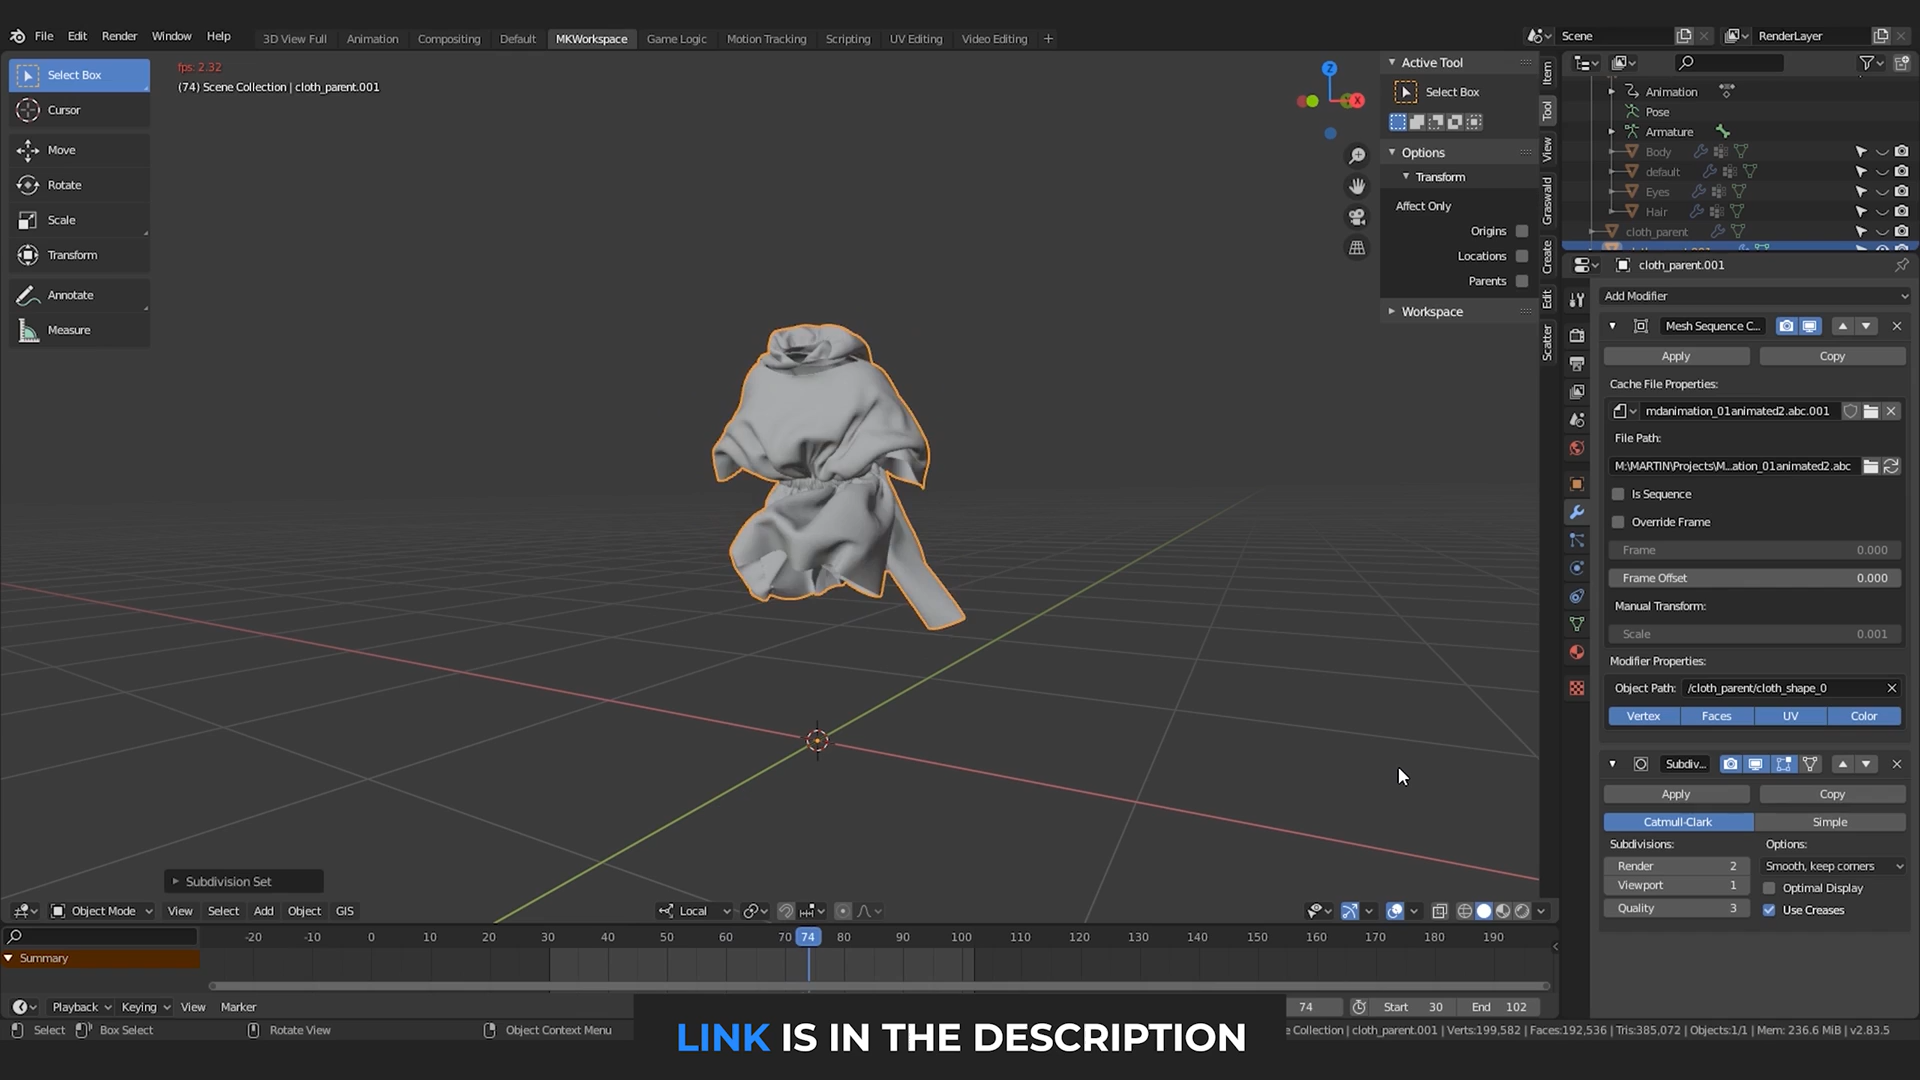 File Edit Render Window Help
3D View Full Animation Compositing Default MKWorkspace Game Logic Motion Tracking Scripting UV Editing Video Editing +
Scene
RenderLayer
Select Box
Cursor
Move
Rotate
Scale
Transform
Annotate
Measure
fps: 2.32
(74) Scene Collection | cloth_parent.001
Z
X
Active Tool
Select Box
Options
Transform
Affect Only
Origins
Locations
Parents
Workspace
Item
Tool
View
Graswald
Create
Edit
Scatter
Animation
Pose
Armature
Body
default
Eyes
Hair
cloth_parent
cloth_parent.001
Add Modifier
Mesh Sequence C...
Apply Copy
Cache File Properties:
mdanimation_01animated2.abc.001
File Path:
M:\MARTIN\Projects\M...ation_01animated2.abc
Is Sequence
Override Frame
Frame 0.000
Frame Offset 0.000
Manual Transform:
Scale 0.001
Modifier Properties:
Object Path: /cloth_parent/cloth_shape_0
Vertex Faces UV Color
Subdiv...
Apply Copy
Catmull-Clark Simple
Subdivisions: Options:
Render 2 Smooth, keep corners
Viewport 1 Optimal Display
Quality 3 Use Creases
Subdivision Set
Object Mode View Select Add Object GIS
Local
-20 -10 0 10 20 30 40 50 60 70 74 80 90 100 110 120 130 140 150 160 170 180 190
Summary
Playback Keying View Marker
74 Start 30 End 102
Select Box Select Rotate View Object Context Menu
e Collection | cloth_parent.001 | Verts:199,582 | Faces:192,536 | Tris:385,072 | Objects:1/1 | Mem: 236.6 MiB | v2.83.5
LINK IS IN THE DESCRIPTION